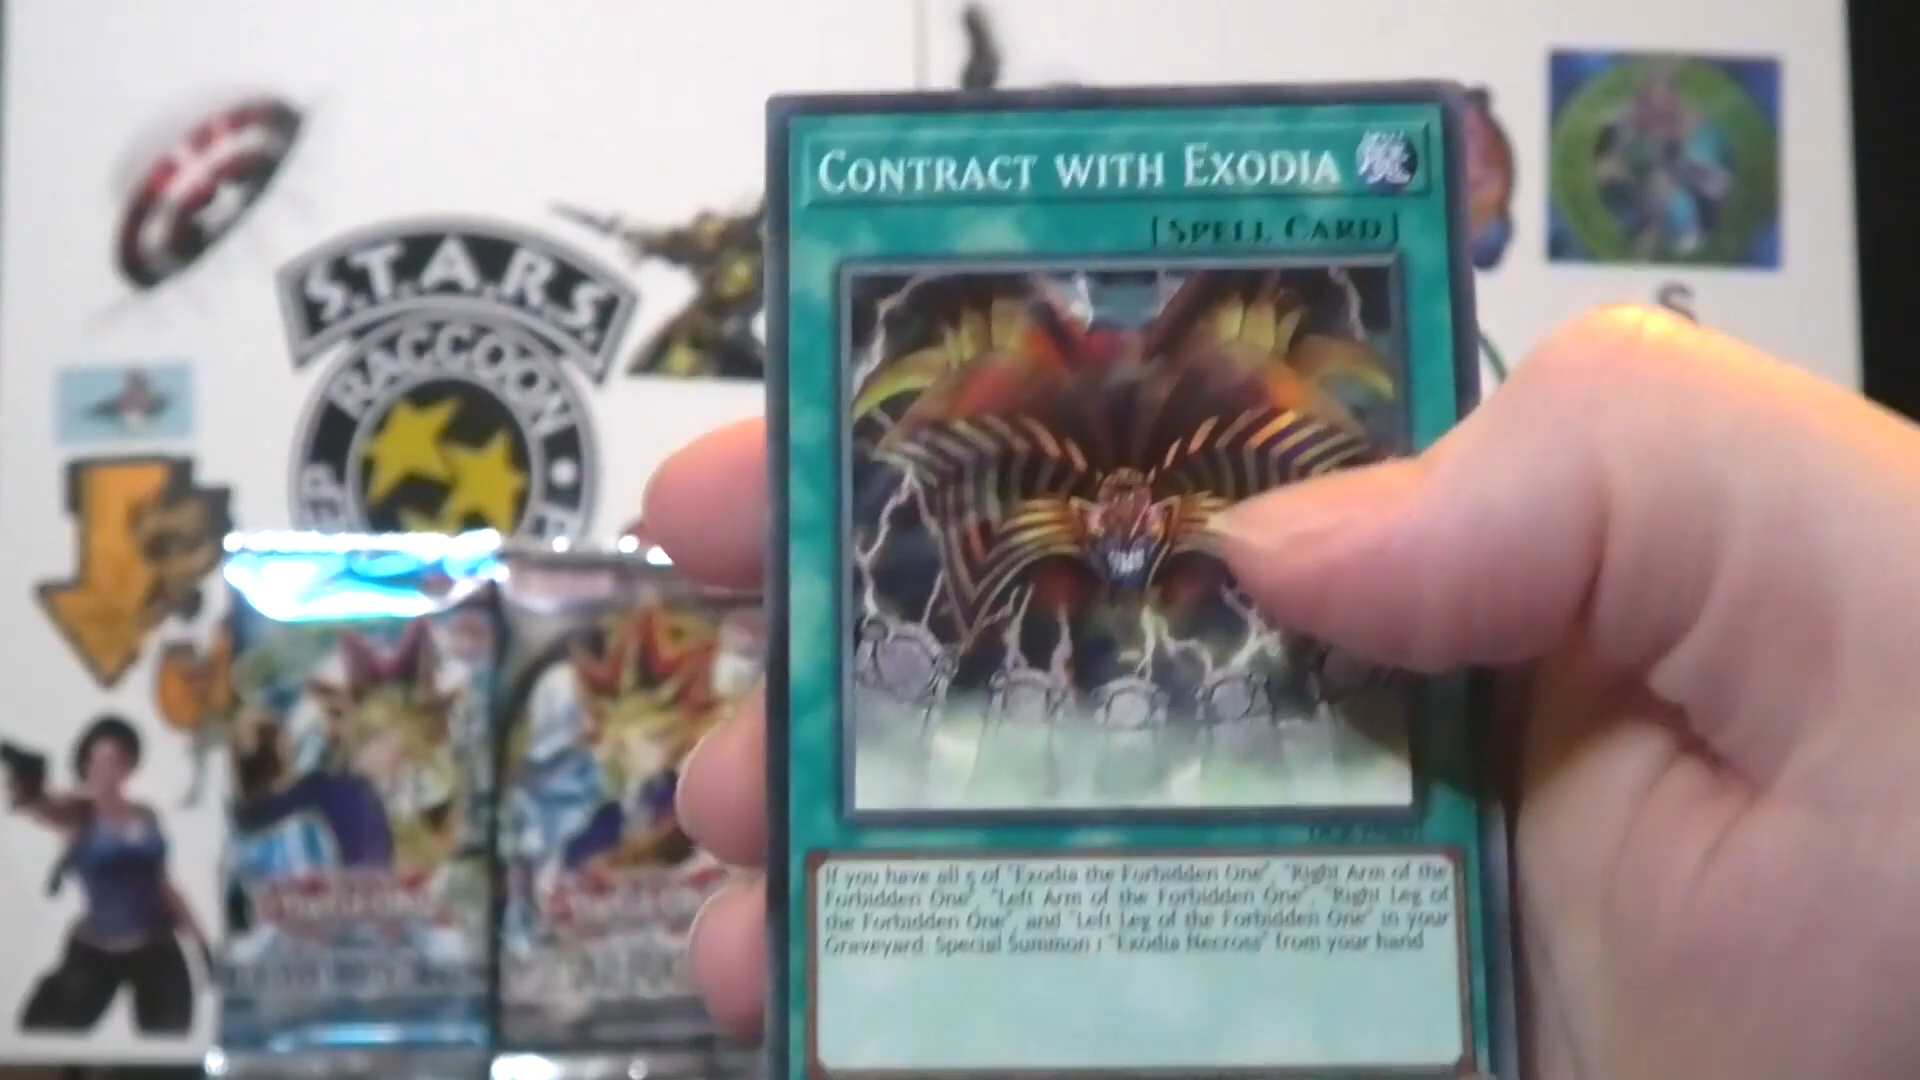 S.T.A.R.S.
RACCOON
CONTRACT WITH EXODIA
[SPELL CARD]
If you have all 5 of "Exodia the Forbidden One", "Right Arm of the
Forbidden One", "Left Arm of the Forbidden One", "Right Leg of
the Forbidden One", and "Left Leg of the Forbidden One" in your
Graveyard: Special Summon 1 "Exodia Necross" from your hand
S